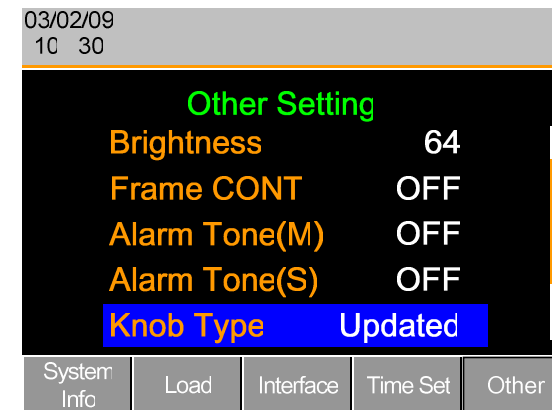 03/02/09
10 30
Other Setting
Brightness 64
Frame CONT OFF
Alarm Tone(M) OFF
Alarm Tone(S) OFF
Knob Type Updated
System Info Load Interface Time Set Other